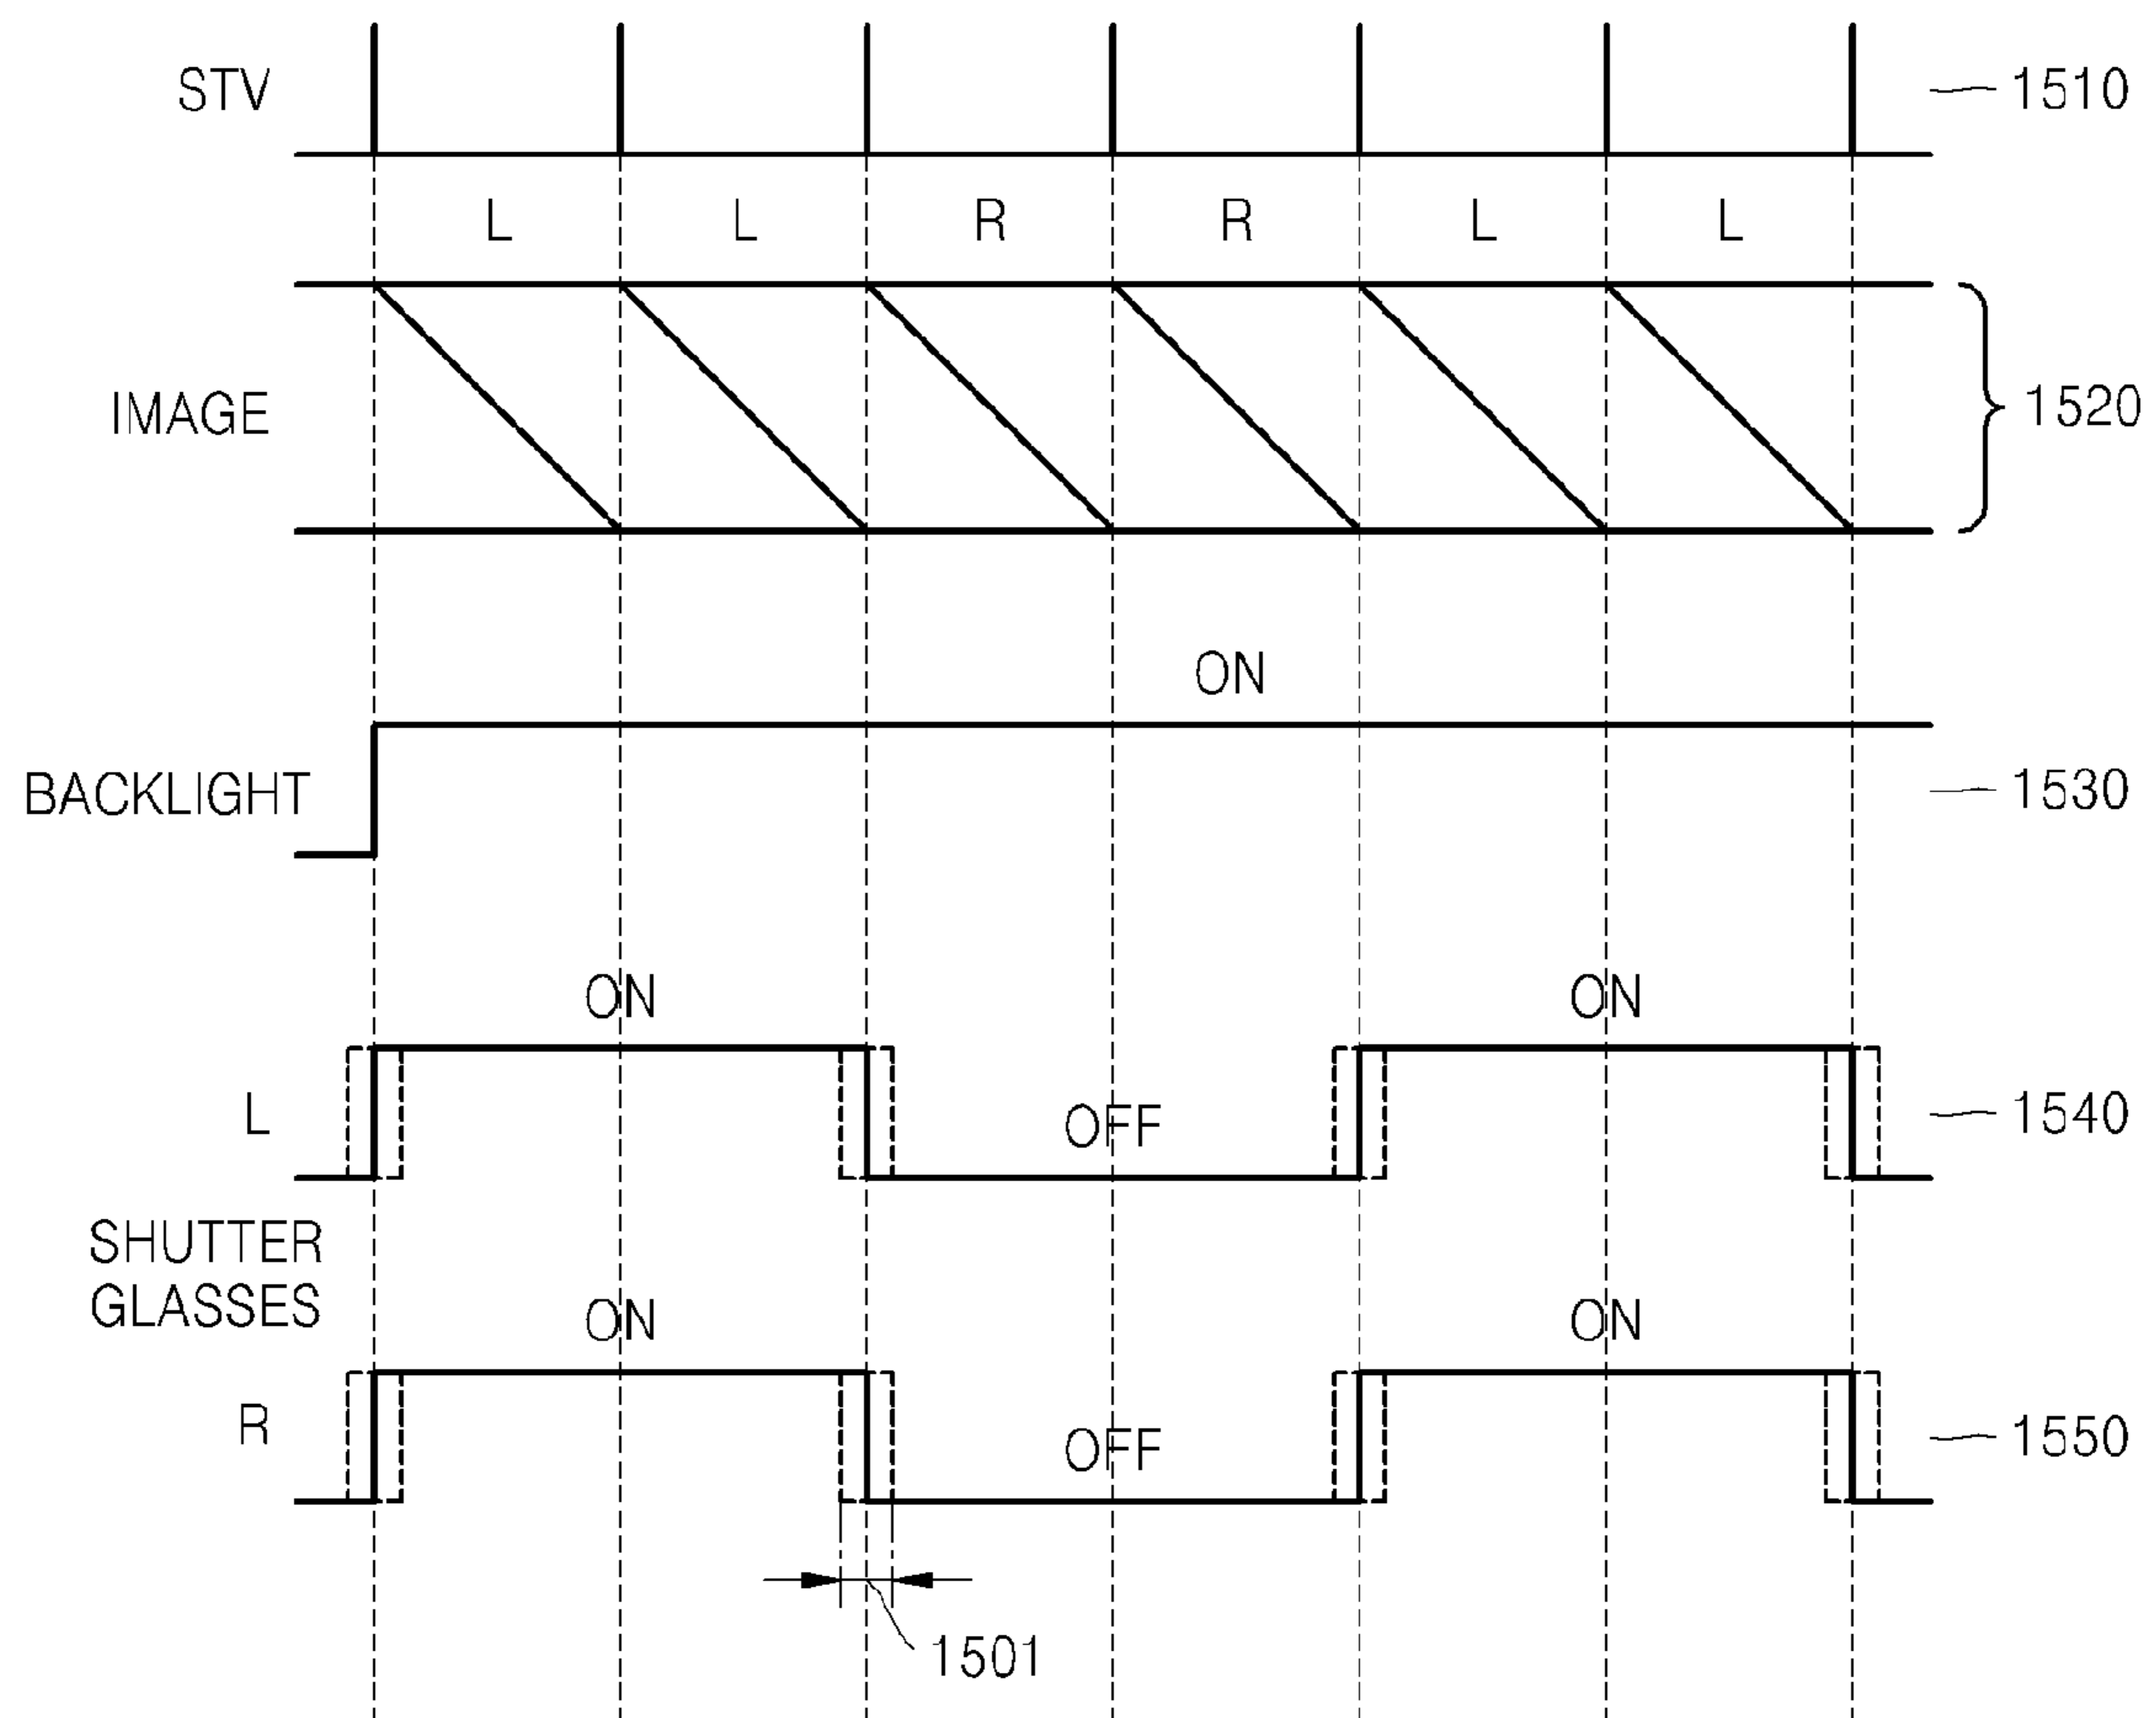 STV
1510
L L R R L L
IMAGE
1520
ON
BACKLIGHT
1530
ON ON
L
OFF
1540
SHUTTER
GLASSES
ON ON
R
OFF
1550
1501